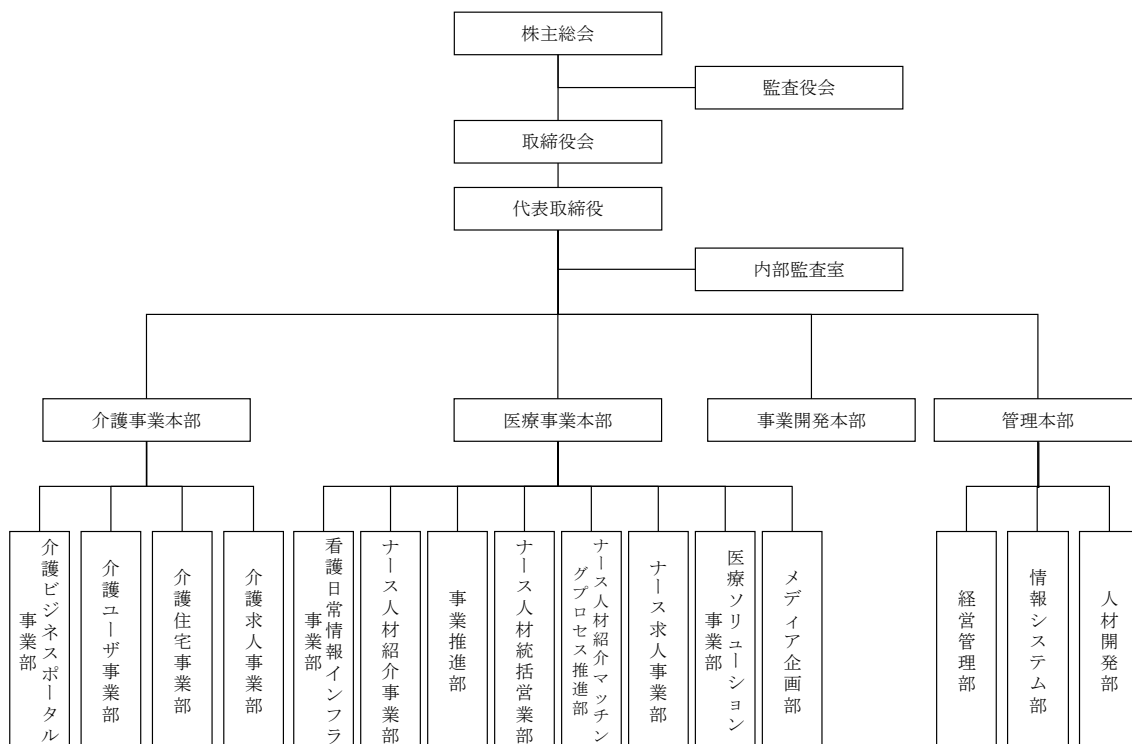 株主総会
監査役会
取締役会
代表取締役
内部監査室
介護事業本部
医療事業本部
事業開発本部
管理本部
介護ビジネスポータル
事業部
介護ユーザ事業部
介護住宅事業部
介護求人事業部
看護日常情報インフラ
事業部
ナース人材紹介事業部
事業推進部
ナース人材統括営業部
ナース人材紹介マッチン
グプロセス推進部
ナース求人事業部
医療ソリューション
事業部
メディア企画部
経営管理部
情報システム部
人材開発部